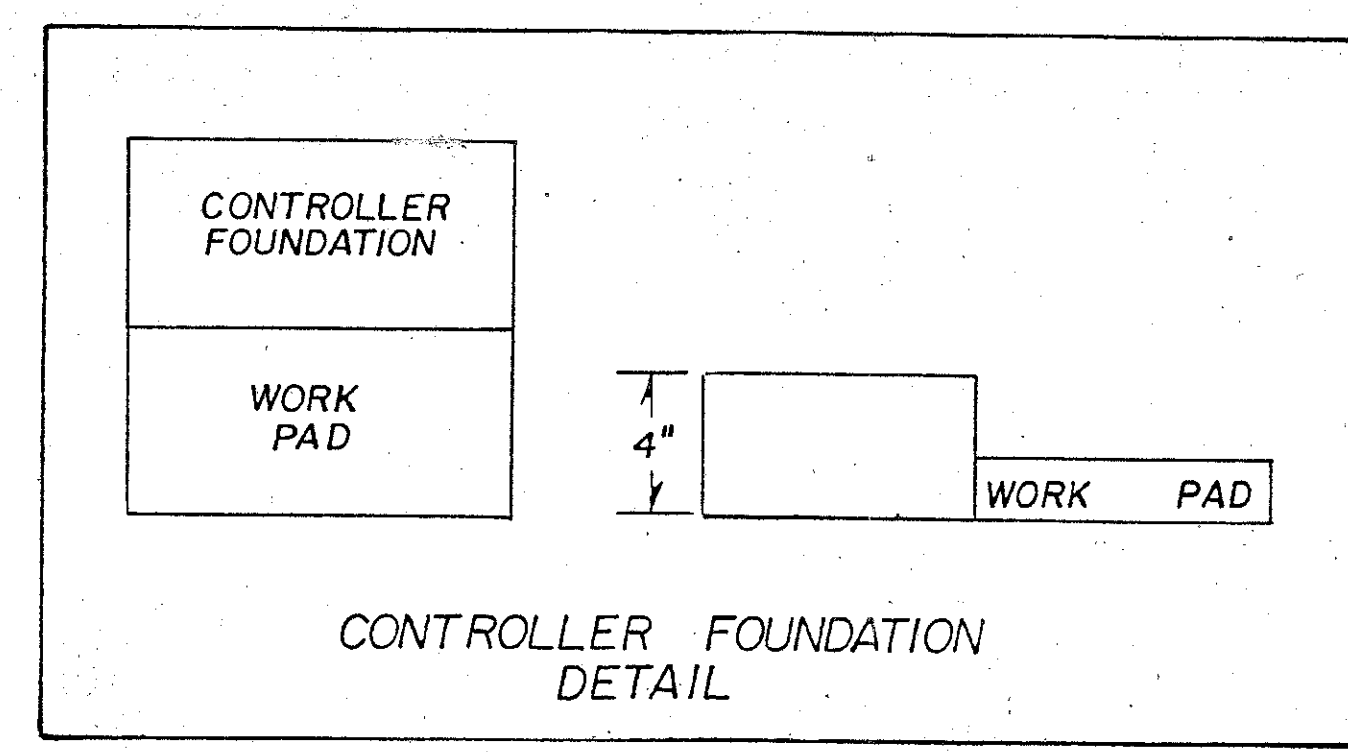 CONTROLLER
FOUNDATION
WORK
PAD
4"
WORK PAD
CONTROLLER FOUNDATION
DETAIL